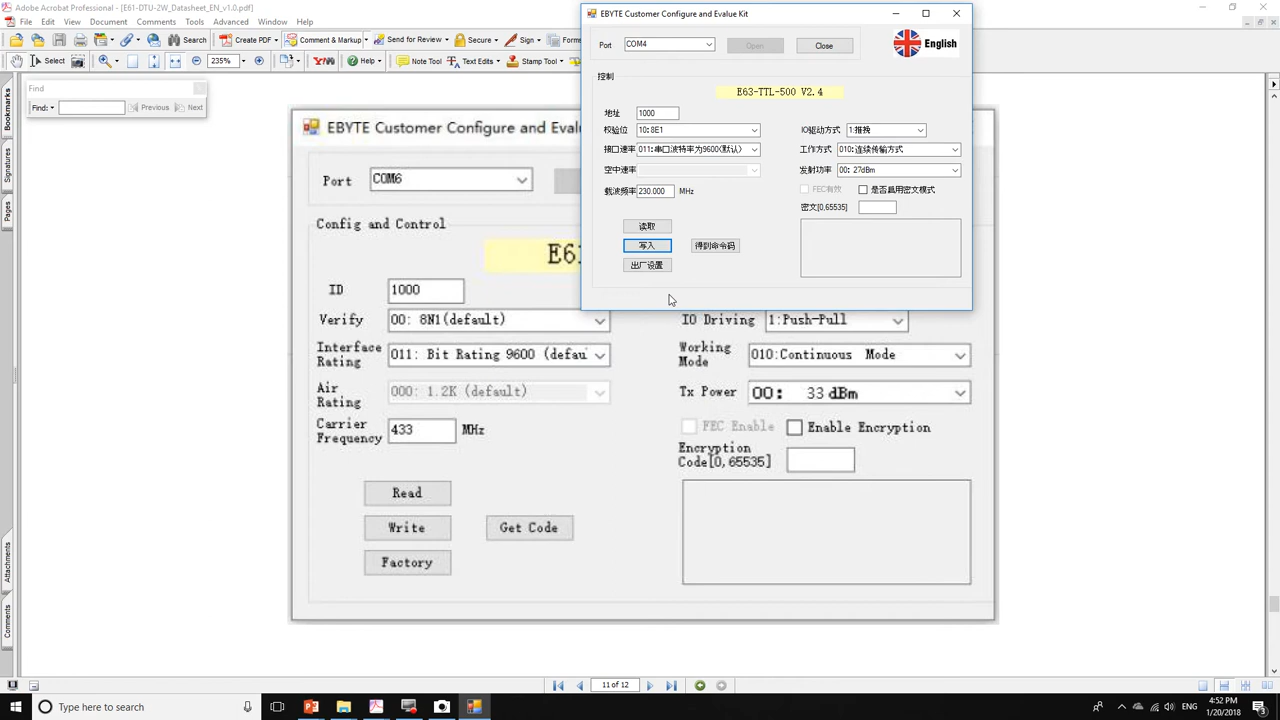 Adobe Acrobat Professional - [E61-DTU-2W_Datasheet_EN_v1.0.pdf]
File Edit View Document Comments Tools Advanced Window Help
Search Create PDF Comment & Markup Send for Review Secure Sign Forms
Select 235% Help Note Tool Text Edits Stamp Tool
Find
Find: Previous Next
Bookmarks
Signatures
Pages
Attachments
Comments
EBYTE Customer Configure and Evalue Kit
Port COM4 Open Close English
控制
E63-TTL-500 V2.4
地址 1000
校验位 10:8E1 IO驱动方式 1:推挽
接口速率 011:串口波特率为9600(默认) 工作方式 010:连续传输方式
空中速率 发射功率 00: 27dBm
载波频率 230.000 MHz FEC有效 是否启用密文模式
密文[0,65535]
读取
写入 得到命令码
出厂设置
EBYTE Customer Configure and Evalu
Port COM6
Config and Control
E6
ID 1000
Verify 00: 8N1(default) IO Driving 1:Push-Pull
Interface Rating 011: Bit Rating 9600 (defau Working Mode 010:Continuous Mode
Air Rating 000: 1.2K (default) Tx Power 00: 33 dBm
Carrier Frequency 433 MHz FEC Enable Enable Encryption
Encryption Code[0,65535]
Read
Write Get Code
Factory
11 of 12
Type here to search
ENG
4:52 PM
1/20/2018
3